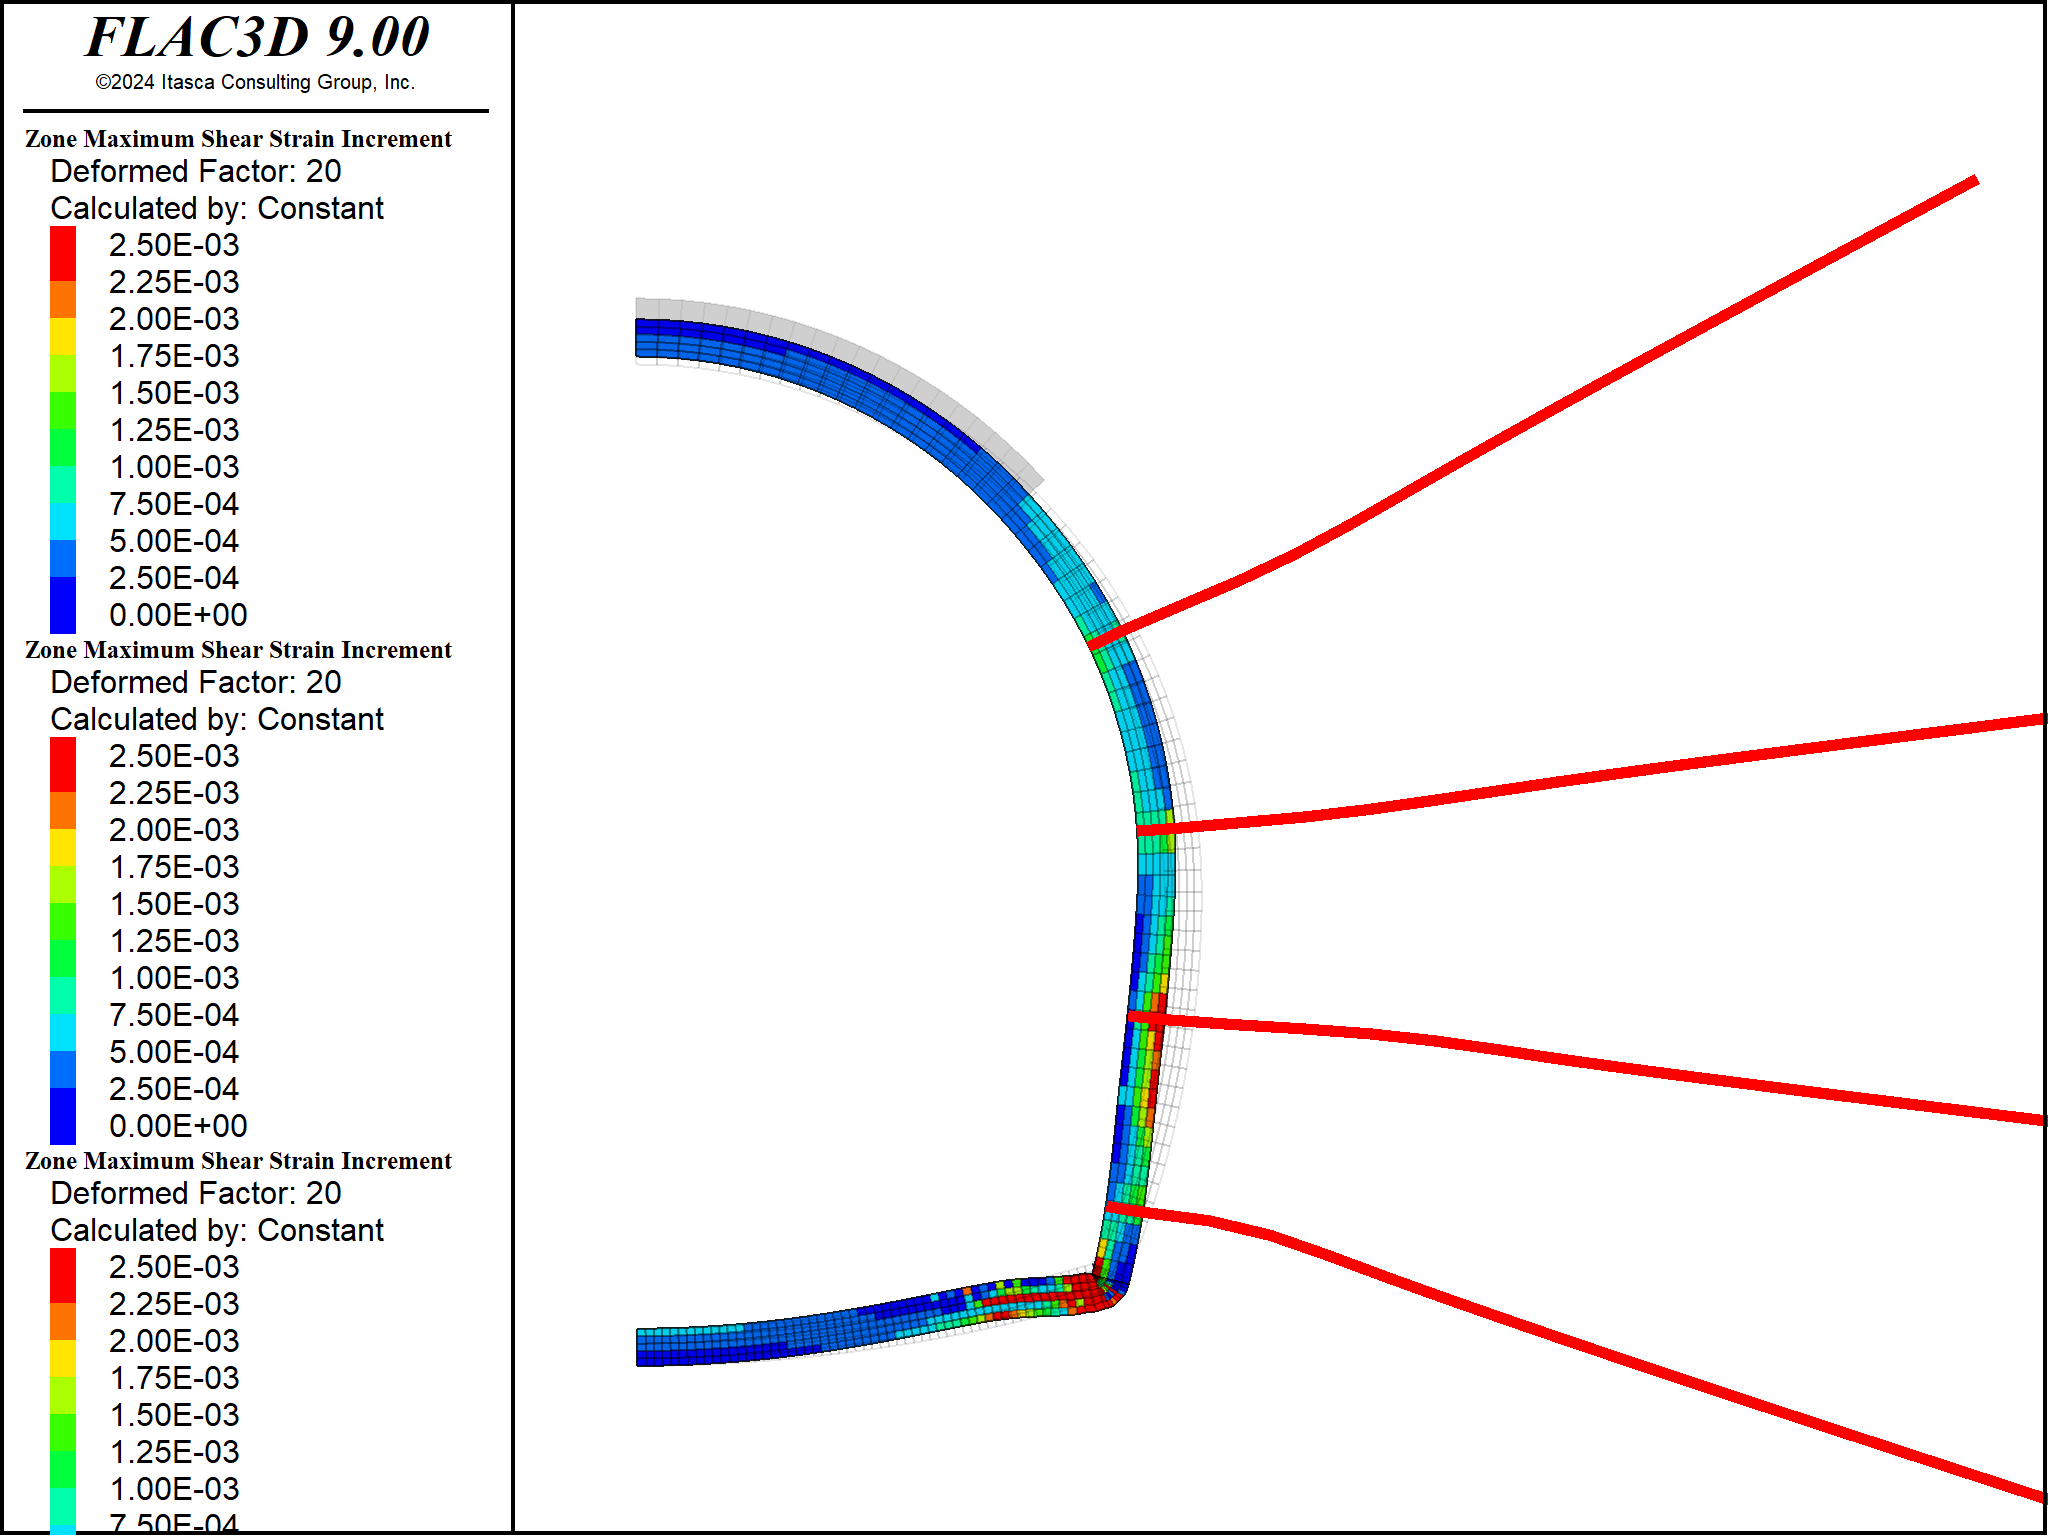 FLAC3D 9.00
©2024 Itasca Consulting Group, Inc.
Zone Maximum Shear Strain Increment
Deformed Factor: 20
Calculated by: Constant
2.50E-03
2.25E-03
2.00E-03
1.75E-03
1.50E-03
1.25E-03
1.00E-03
7.50E-04
5.00E-04
2.50E-04
0.00E+00
Zone Maximum Shear Strain Increment
Deformed Factor: 20
Calculated by: Constant
2.50E-03
2.25E-03
2.00E-03
1.75E-03
1.50E-03
1.25E-03
1.00E-03
7.50E-04
5.00E-04
2.50E-04
0.00E+00
Zone Maximum Shear Strain Increment
Deformed Factor: 20
Calculated by: Constant
2.50E-03
2.25E-03
2.00E-03
1.75E-03
1.50E-03
1.25E-03
1.00E-03
7.50E-04